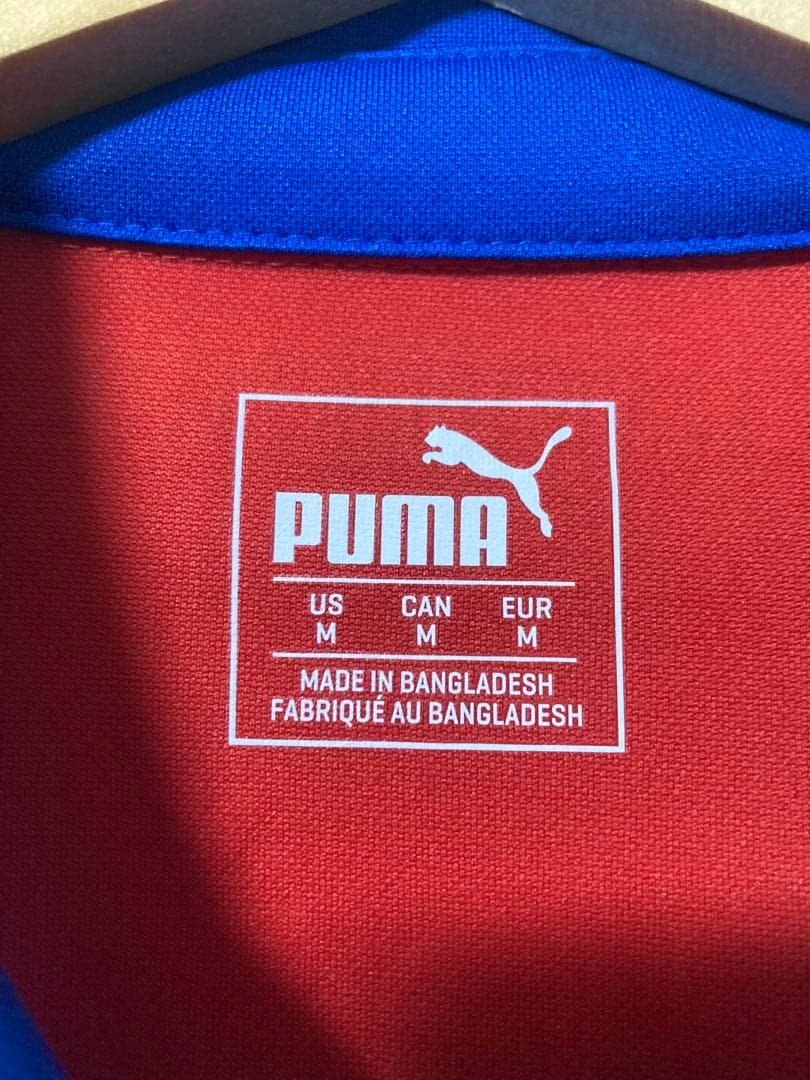 PUMA
US CAN EUR
M M M
MADE IN BANGLADESH
FABRIQUÉ AU BANGLADESH